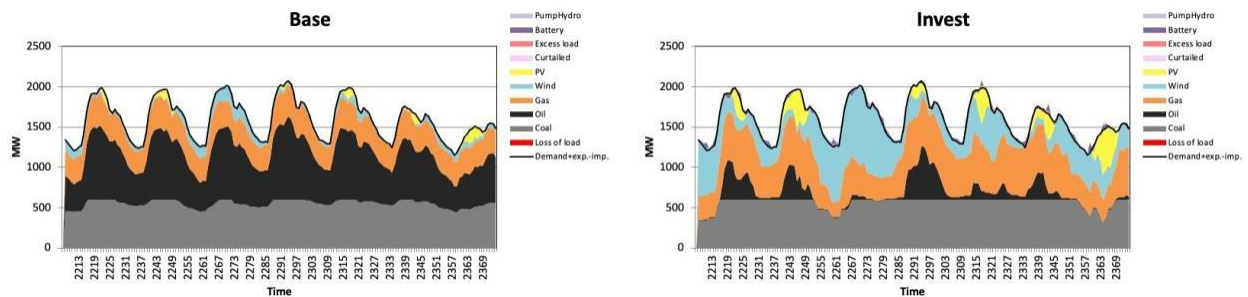 Base
2500
2000
1500
1000
500
0
MW
2213
2219
2225
2231
2237
2243
2249
2255
2261
2267
2273
2279
2285
2291
2297
2303
2309
2315
2321
2327
2333
2339
2345
2351
2357
2363
2369
Time
PumpHydro
Battery
Excess load
Curtailed
PV
Wind
Gas
Oil
Coal
Loss of load
Demand+exp.-imp.
Invest
2500
2000
1500
1000
500
0
MW
2213
2219
2225
2231
2237
2243
2249
2255
2261
2267
2273
2279
2285
2291
2297
2303
2309
2315
2321
2327
2333
2339
2345
2351
2357
2363
2369
Time
PumpHydro
Battery
Excess load
Curtailed
PV
Wind
Gas
Oil
Coal
Loss of load
Demand+exp.-imp.